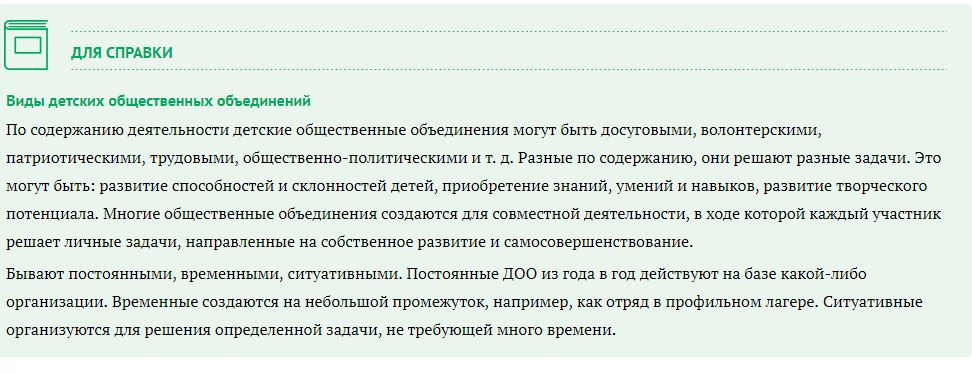 ДЛЯ СПРАВКИ
Виды детских общественных объединений
По содержанию деятельности детские общественные объединения могут быть досуговыми, волонтерскими,
патриотическими, трудовыми, общественно-политическими и т. д. Разные по содержанию, они решают разные задачи. Это
могут быть: развитие способностей и склонностей детей, приобретение знаний, умений и навыков, развитие творческого
потенциала. Многие общественные объединения создаются для совместной деятельности, в ходе которой каждый участник
решает личные задачи, направленные на собственное развитие и самосовершенствование.
Бывают постоянными, временными, ситуативными. Постоянные ДОО из года в год действуют на базе какой-либо
организации. Временные создаются на небольшой промежуток, например, как отряд в профильном лагере. Ситуативные
организуются для решения определенной задачи, не требующей много времени.